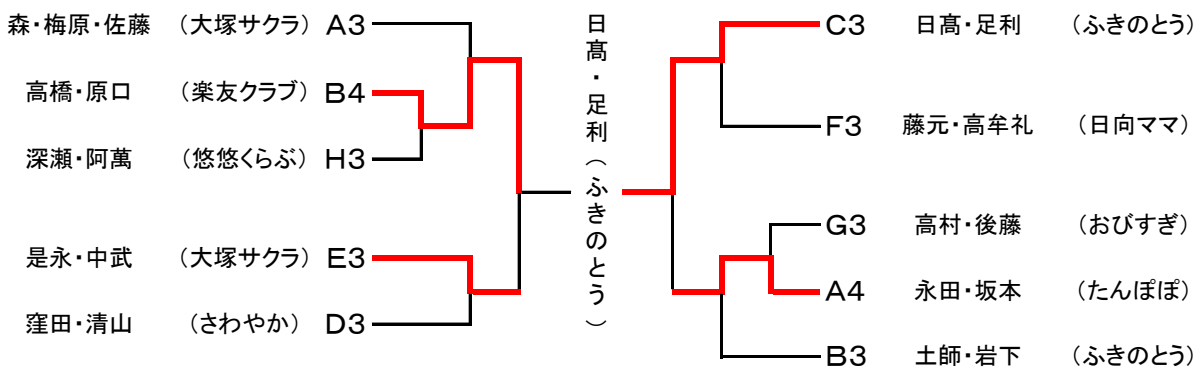 森・梅原・佐藤 (大塚サクラ) A3
高橋・原口 (楽友クラブ) B4
深瀬・阿萬 (悠悠くらぶ) H3
是永・中武 (大塚サクラ) E3
窪田・清山 (さわやか) D3
日髙・足利(ふきのとう)
C3 日髙・足利 (ふきのとう)
F3 藤元・高牟礼 (日向ママ)
G3 高村・後藤 (おびすぎ)
A4 永田・坂本 (たんぽぽ)
B3 土師・岩下 (ふきのとう)